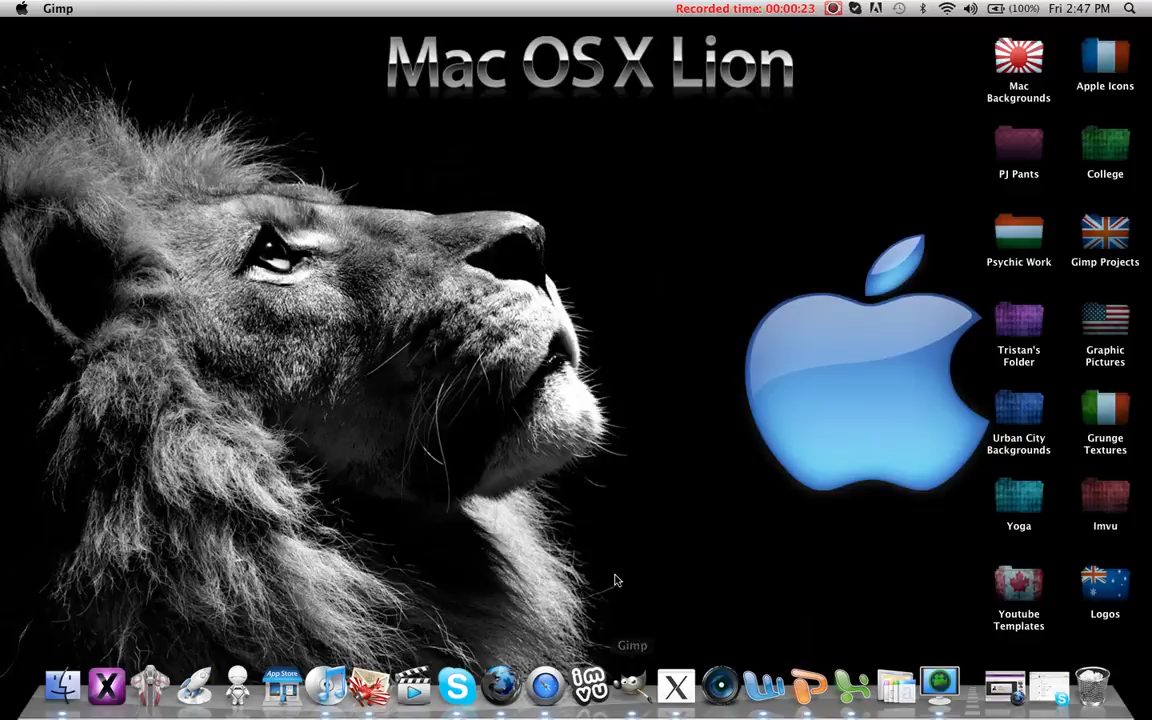 Gimp
Recorded time: 00:00:23
(100%)
Fri 2:47 PM
Mac OS X Lion
Mac
Backgrounds
Apple Icons
PJ Pants
College
Psychic Work
Gimp Projects
Tristan's
Folder
Graphic
Pictures
Urban City
Backgrounds
Grunge
Textures
Yoga
Imvu
Youtube
Templates
Logos
Gimp
App Store
im
vu
X
X